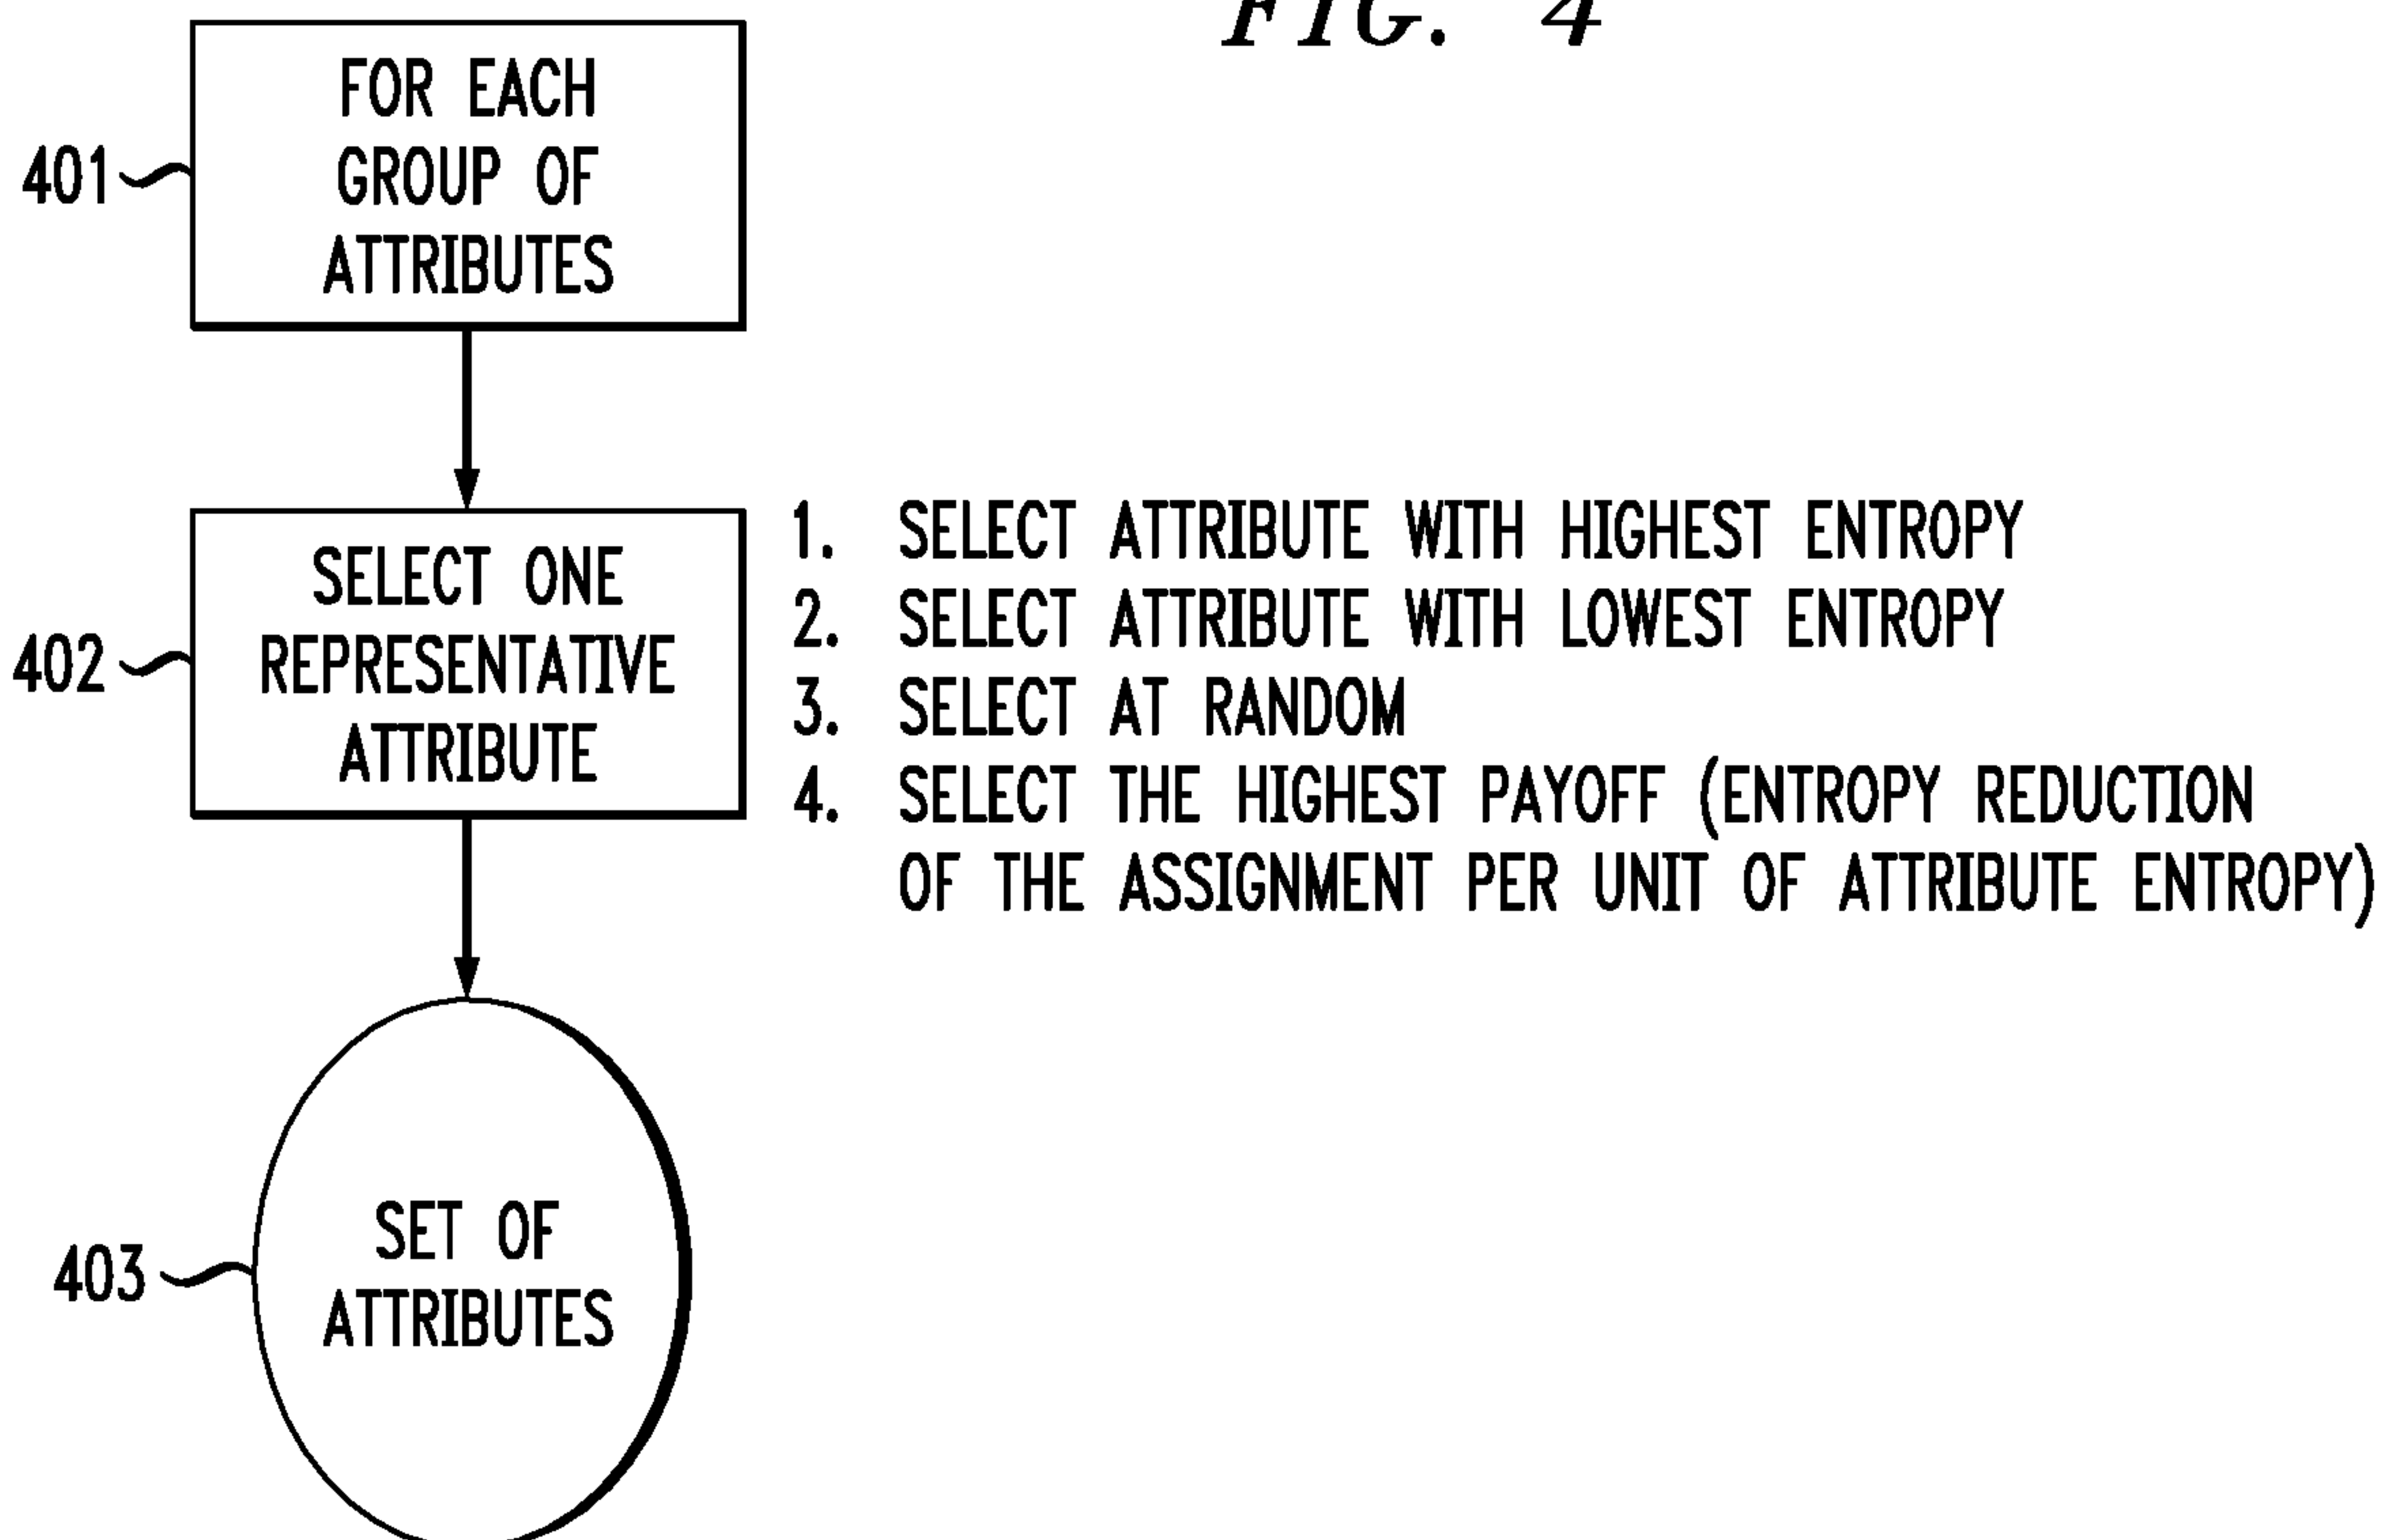 FIG. 4
FOR EACH
GROUP OF
ATTRIBUTES
401
SELECT ONE
REPRESENTATIVE
ATTRIBUTE
402
1. SELECT ATTRIBUTE WITH HIGHEST ENTROPY
2. SELECT ATTRIBUTE WITH LOWEST ENTROPY
3. SELECT AT RANDOM
4. SELECT THE HIGHEST PAYOFF (ENTROPY REDUCTION
OF THE ASSIGNMENT PER UNIT OF ATTRIBUTE ENTROPY)
SET OF
ATTRIBUTES
403